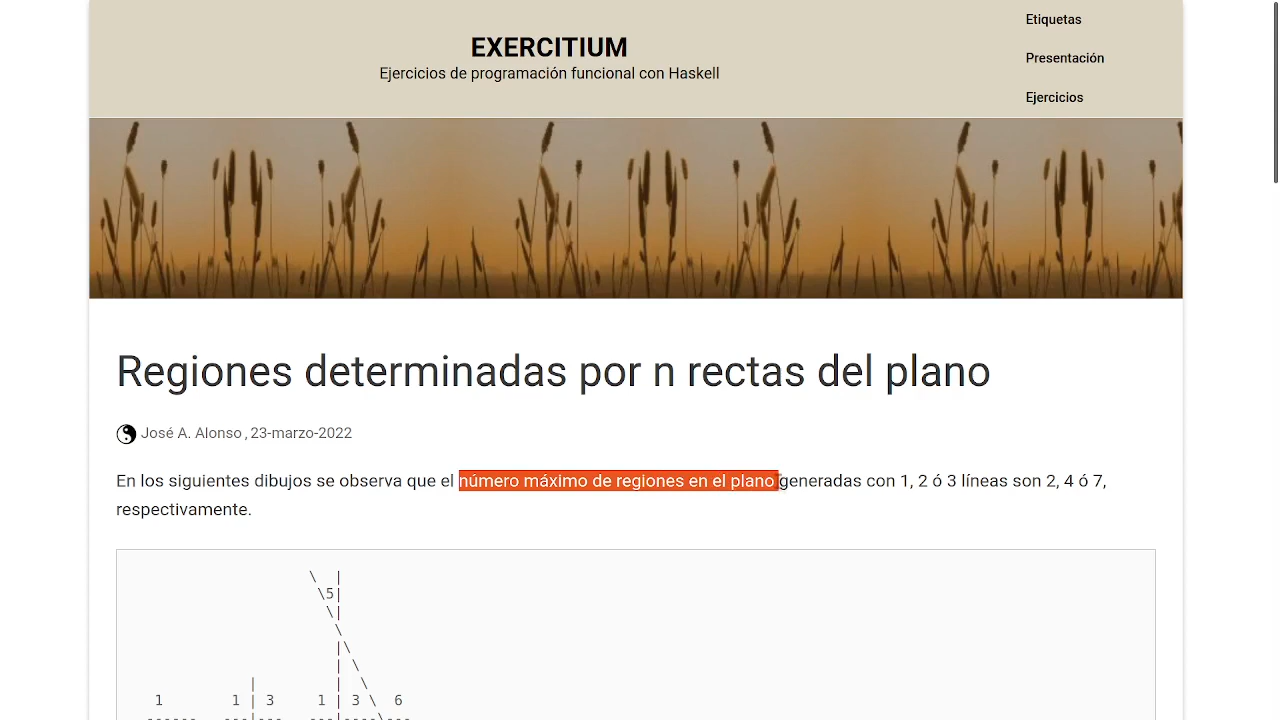 Etiquetas
EXERCITIUM
Ejercicios de programación funcional con Haskell
Presentación
Ejercicios
Regiones determinadas por n rectas del plano
José A. Alonso , 23-marzo-2022
En los siguientes dibujos se observa que el número máximo de regiones en el plano generadas con 1, 2 ó 3 líneas son 2, 4 ó 7,
respectivamente.
                       \  |
                        \5|
                         \|
                          \
                          |\
                          | \
                |         |  \
     1        1 | 3     1 | 3 \  6
    ------   ---|---   ---|----\---